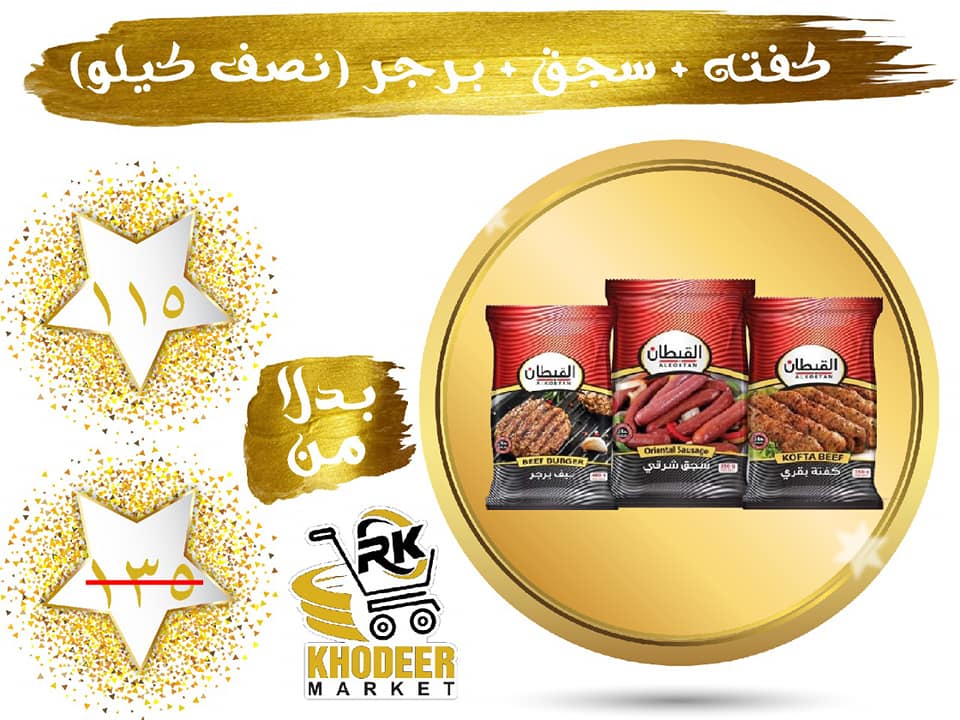 كفته + سجق + برجر (نصف كيلو)
١١٥
بدلا
من
١٣٥
القبطان
ALKOBTAN
BEEF BURGER
بيف برجر
القبطان
ALKOBTAN
Oriental Sausage
سجق شرقي
القبطان
ALKOBTAN
KOFTA BEEF
كفتة بقري
RK
KHODEER
MARKET